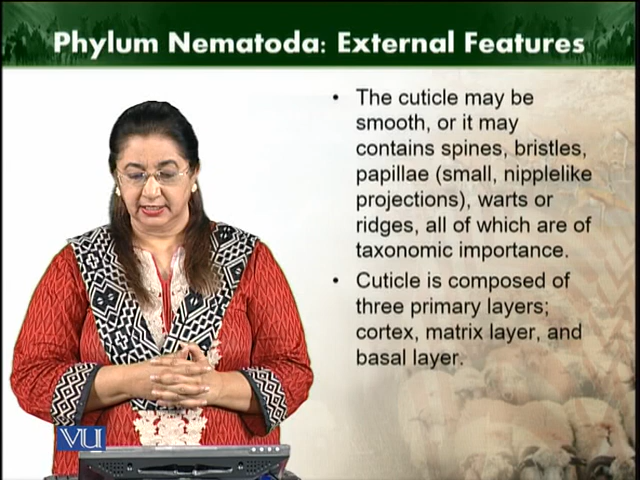 Phylum Nematoda: External Features
• The cuticle may be
smooth, or it may
contains spines, bristles,
papillae (small, nipplelike
projections), warts or
ridges, all of which are of
taxonomic importance.
• Cuticle is composed of
three primary layers;
cortex, matrix layer, and
basal layer.
VU